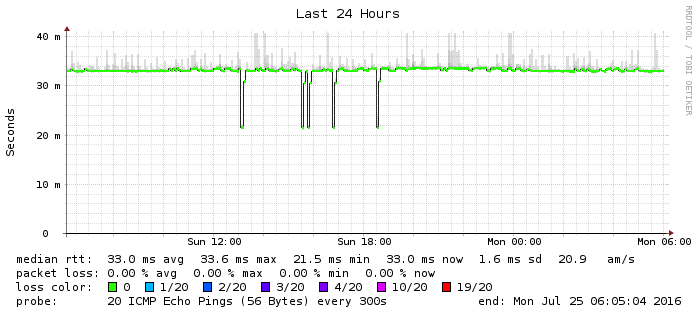 Last 24 Hours
RRDTOOL / TOBI OETIKER
Seconds
40 m
30 m
20 m
10 m
0
Sun 12:00 Sun 18:00 Mon 00:00 Mon 06:00
median rtt: 33.0 ms avg 33.6 ms max 21.5 ms min 33.0 ms now 1.6 ms sd 20.9 am/s
packet loss: 0.00 % avg 0.00 % max 0.00 % min 0.00 % now
loss color: 0 1/20 2/20 3/20 4/20 10/20 19/20
probe: 20 ICMP Echo Pings (56 Bytes) every 300s end: Mon Jul 25 06:05:04 2016